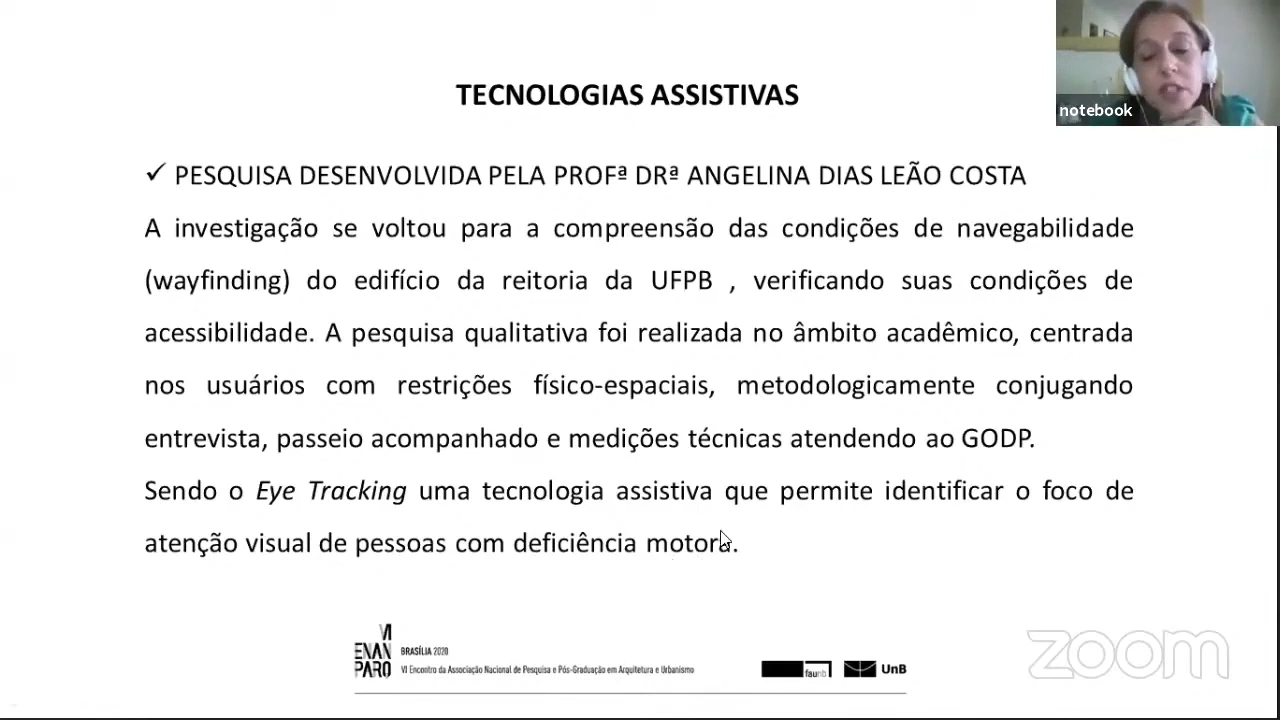 notebook
TECNOLOGIAS ASSISTIVAS
✓ PESQUISA DESENVOLVIDA PELA PROFª DRª ANGELINA DIAS LEÃO COSTA
A investigação se voltou para a compreensão das condições de navegabilidade
(wayfinding) do edifício da reitoria da UFPB , verificando suas condições de
acessibilidade. A pesquisa qualitativa foi realizada no âmbito acadêmico, centrada
nos usuários com restrições físico-espaciais, metodologicamente conjugando
entrevista, passeio acompanhado e medições técnicas atendendo ao GODP.
Sendo o Eye Tracking uma tecnologia assistiva que permite identificar o foco de
atenção visual de pessoas com deficiência motora.
VI
ENAN
PARQ
BRASÍLIA 2020
VI Encontro da Associação Nacional de Pesquisa e Pós-Graduação em Arquitetura e Urbanismo
faunb
UnB
zoom